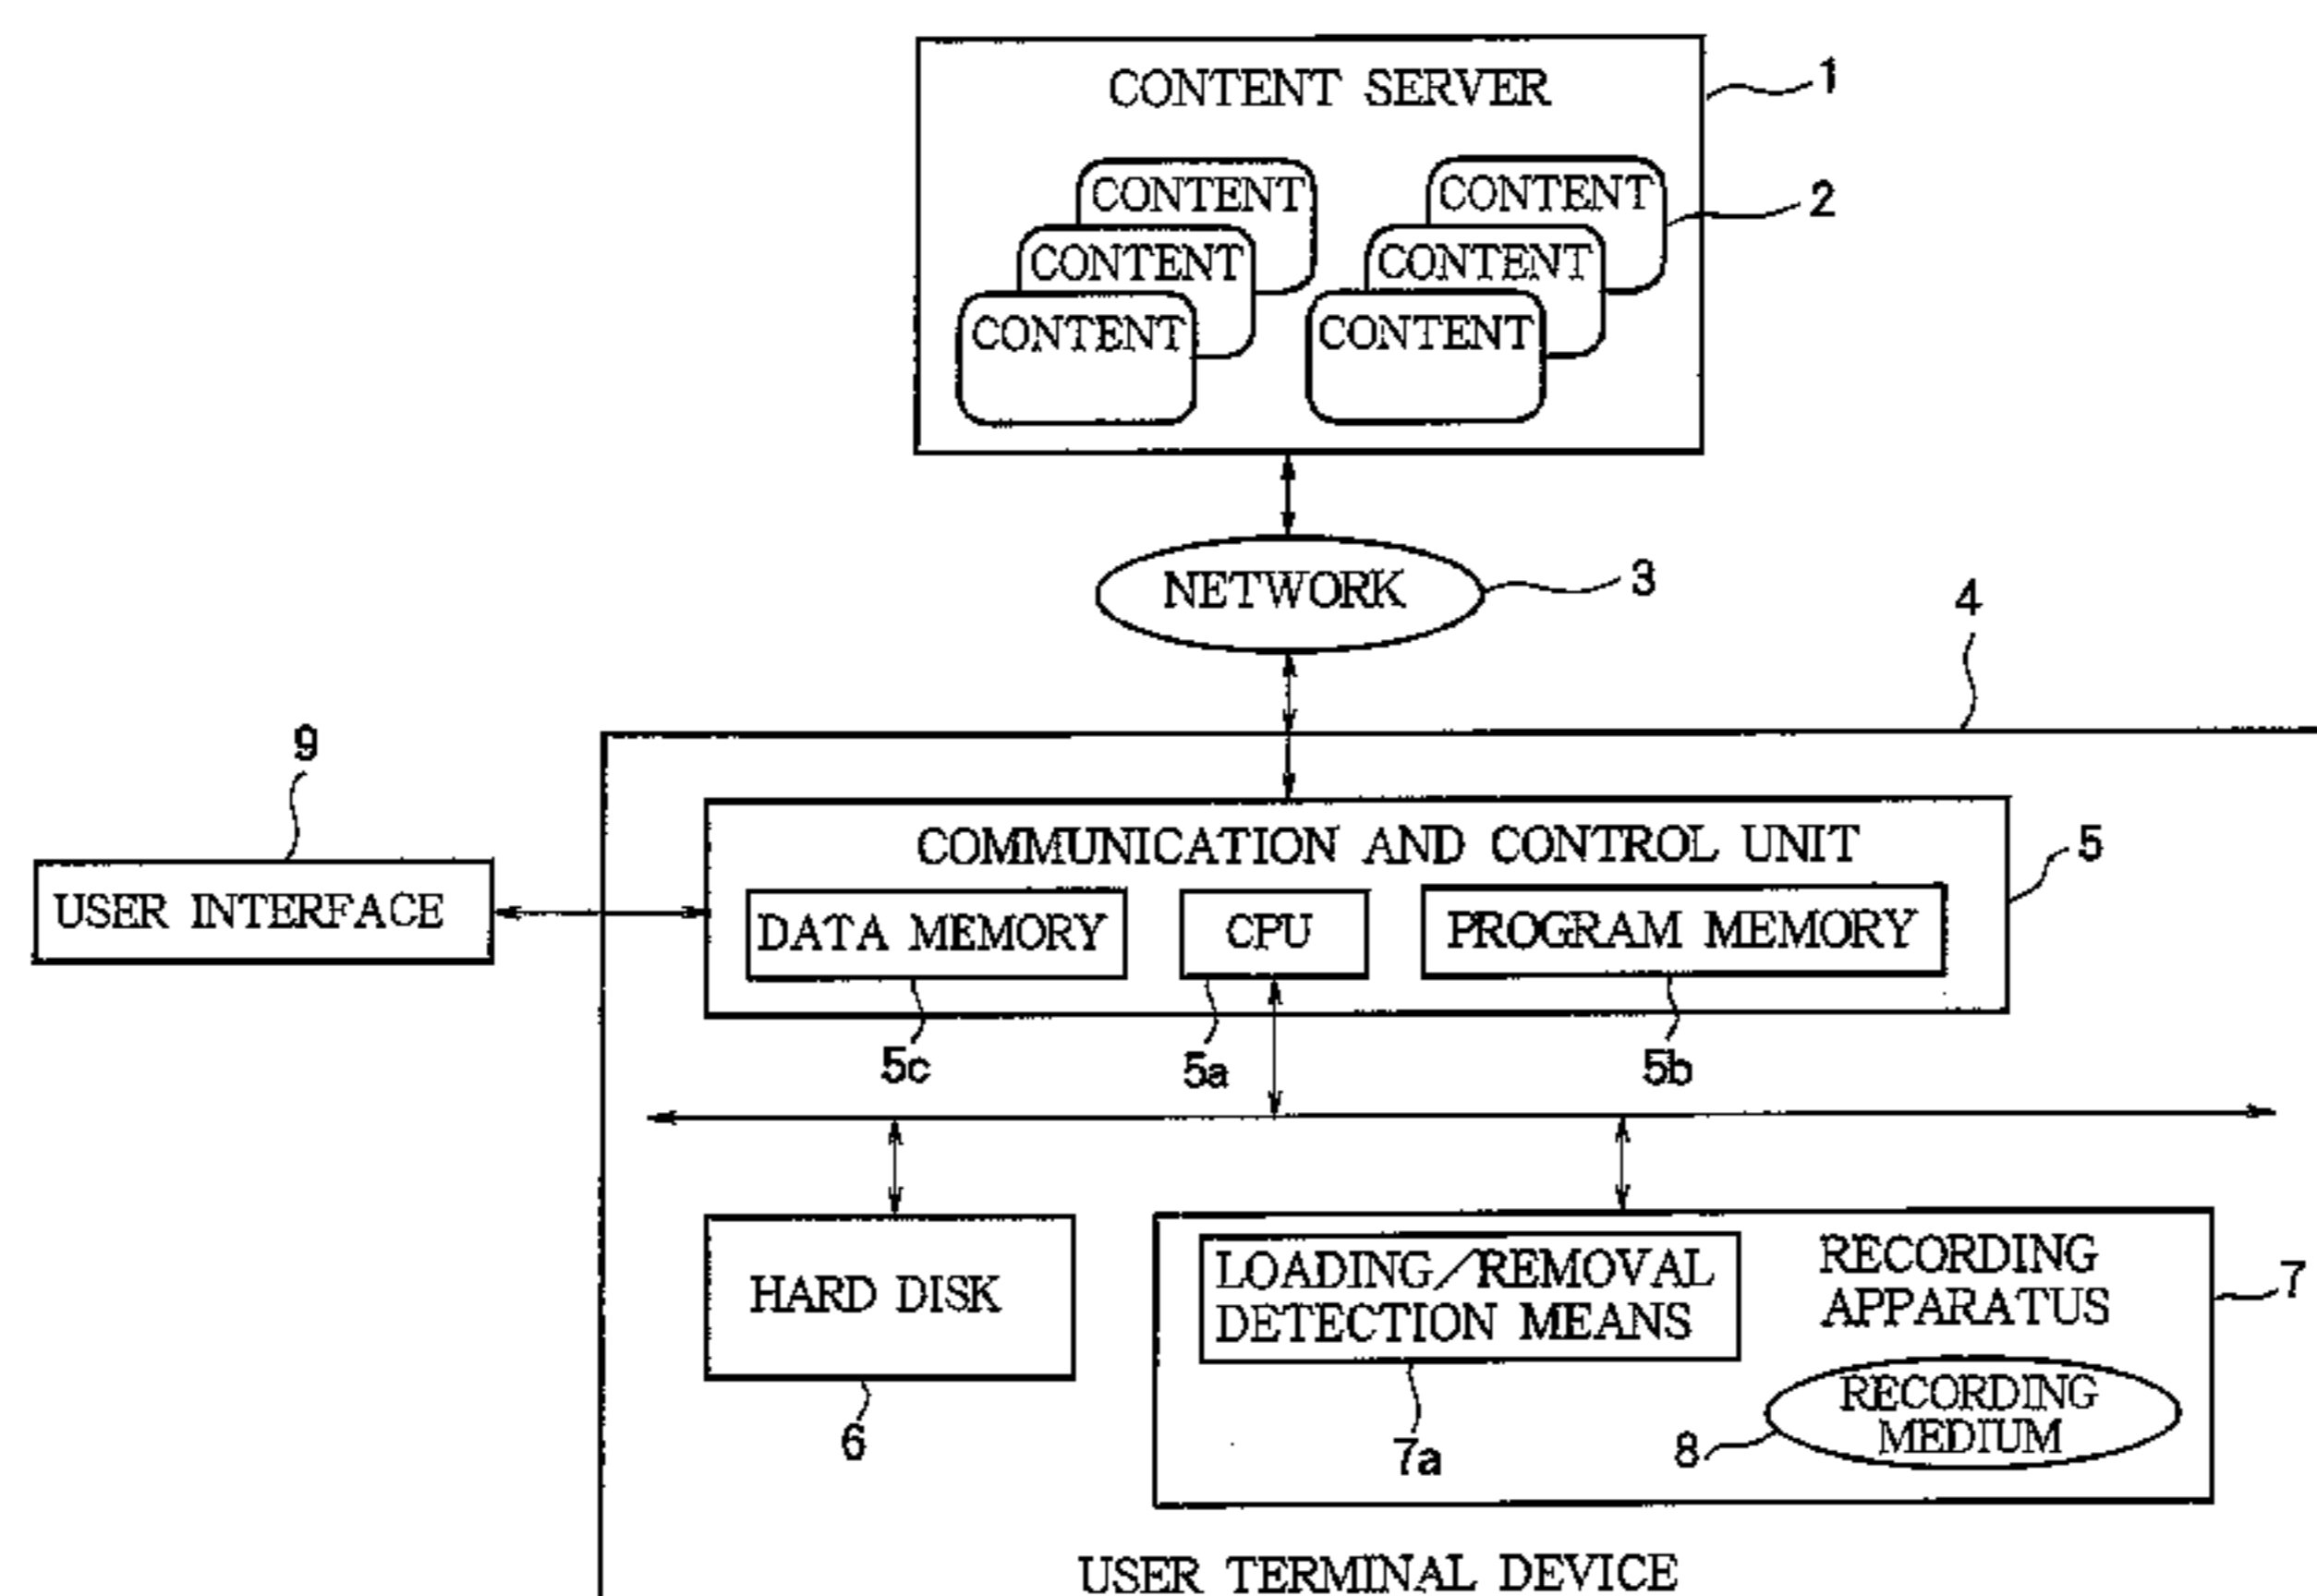 CONTENT SERVER
1
CONTENT
CONTENT
2
CONTENT
CONTENT
CONTENT
CONTENT
NETWORK
3
4
9
COMMUNICATION AND CONTROL UNIT
5
USER INTERFACE
DATA MEMORY
CPU
PROGRAM MEMORY
5c
5a
5b
HARD DISK
6
LOADING/REMOVAL
DETECTION MEANS
7a
RECORDING
APPARATUS
7
RECORDING
MEDIUM
8
USER TERMINAL DEVICE